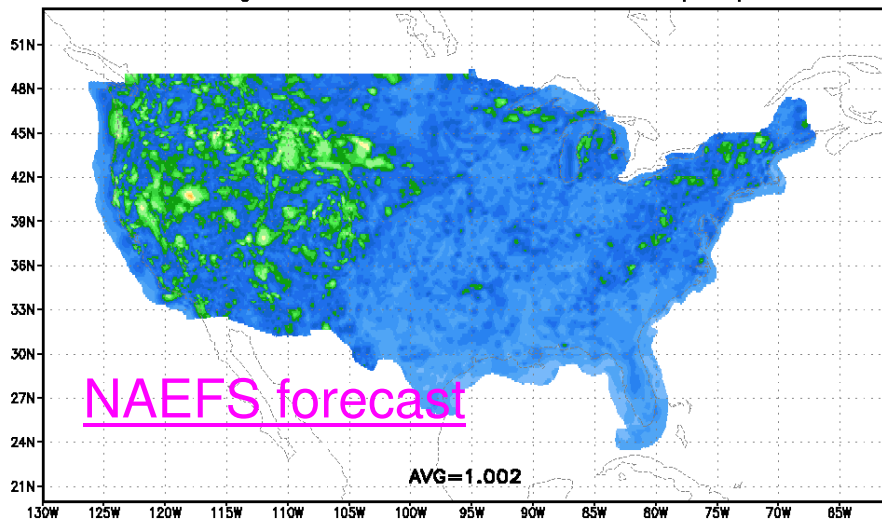 51N
48N
45N
42N
39N
36N
33N
30N
27N
24N
21N
NAEFS forecast
AVG=1.002
130W 125W 120W 115W 110W 105W 100W 95W 90W 85W 80W 75W 70W 65W